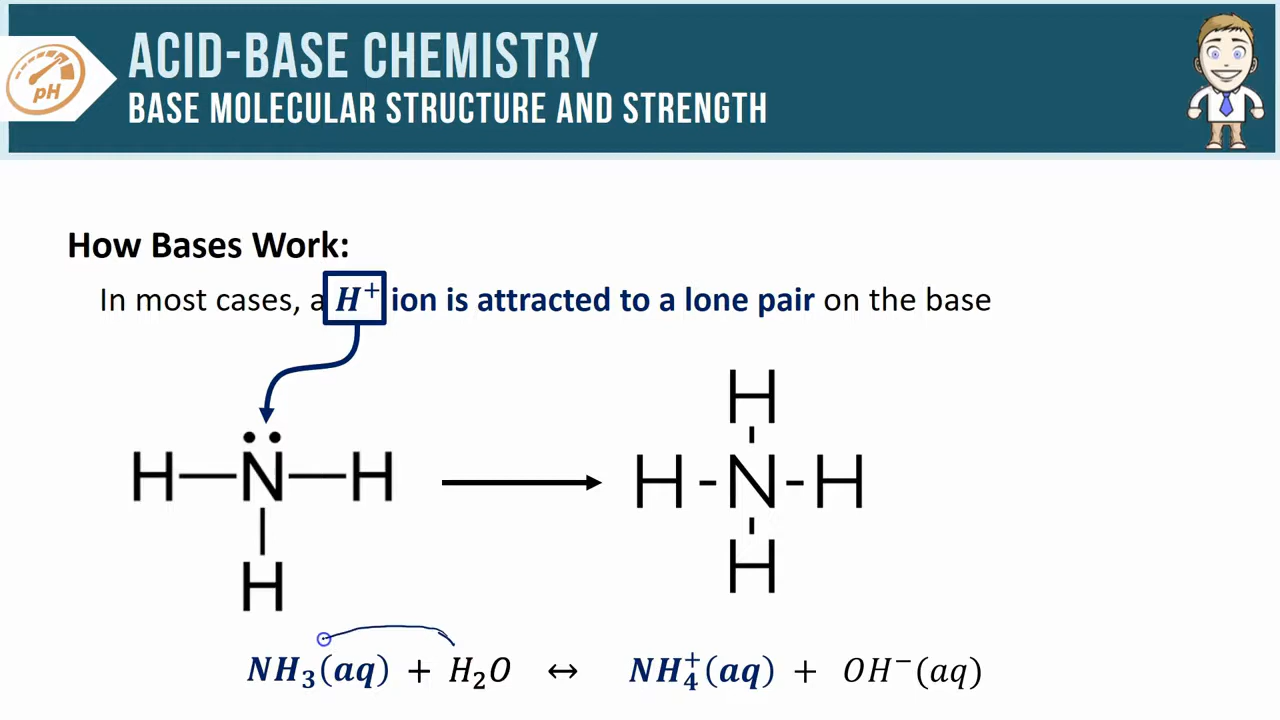 ACID-BASE CHEMISTRY
pH
BASE MOLECULAR STRUCTURE AND STRENGTH
How Bases Work:
In most cases, a H⁺ ion is attracted to a lone pair on the base
H
H—N—H
H-N-H
H
H
NH₃(aq) + H₂O ↔ NH₄⁺(aq) + OH⁻(aq)